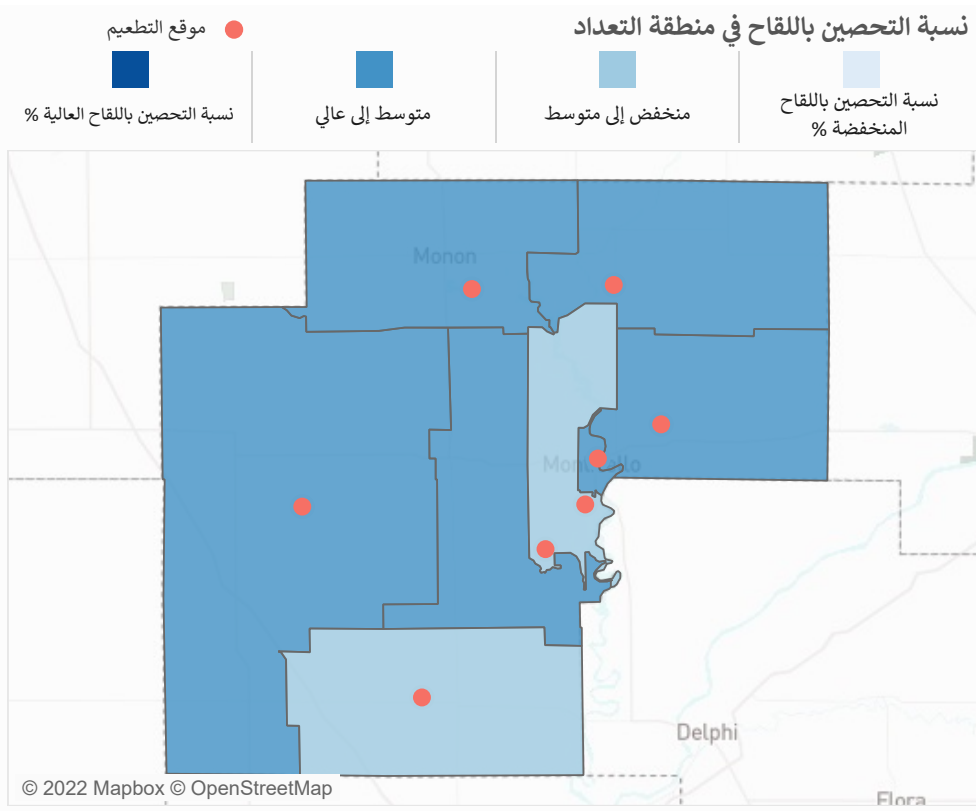 نسبة التحصين باللقاح في منطقة التعداد
موقع التطعيم
نسبة التحصين باللقاح
المنخفضة %
منخفض إلى متوسط
متوسط إلى عالي
نسبة التحصين باللقاح العالية %
Monon
Monticello
Delphi
Flora
© 2022 Mapbox © OpenStreetMap